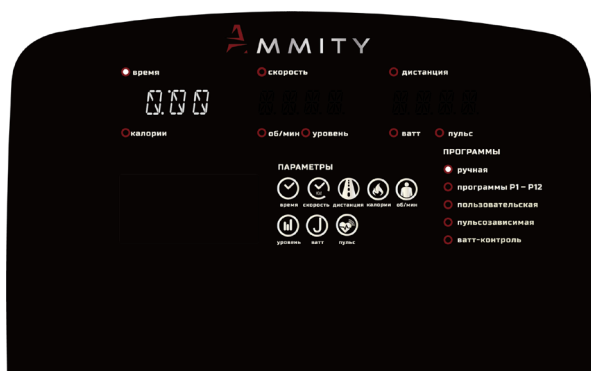 AMMITY
время скорость дистанция
0:00
калории об/мин уровень ватт пульс
ПРОГРАММЫ
ручная
программы P1 – P12
пользовательская
пульсозависимая
ватт-контроль
ПАРАМЕТРЫ
время скорость дистанция калории об/мин
уровень ватт пульс